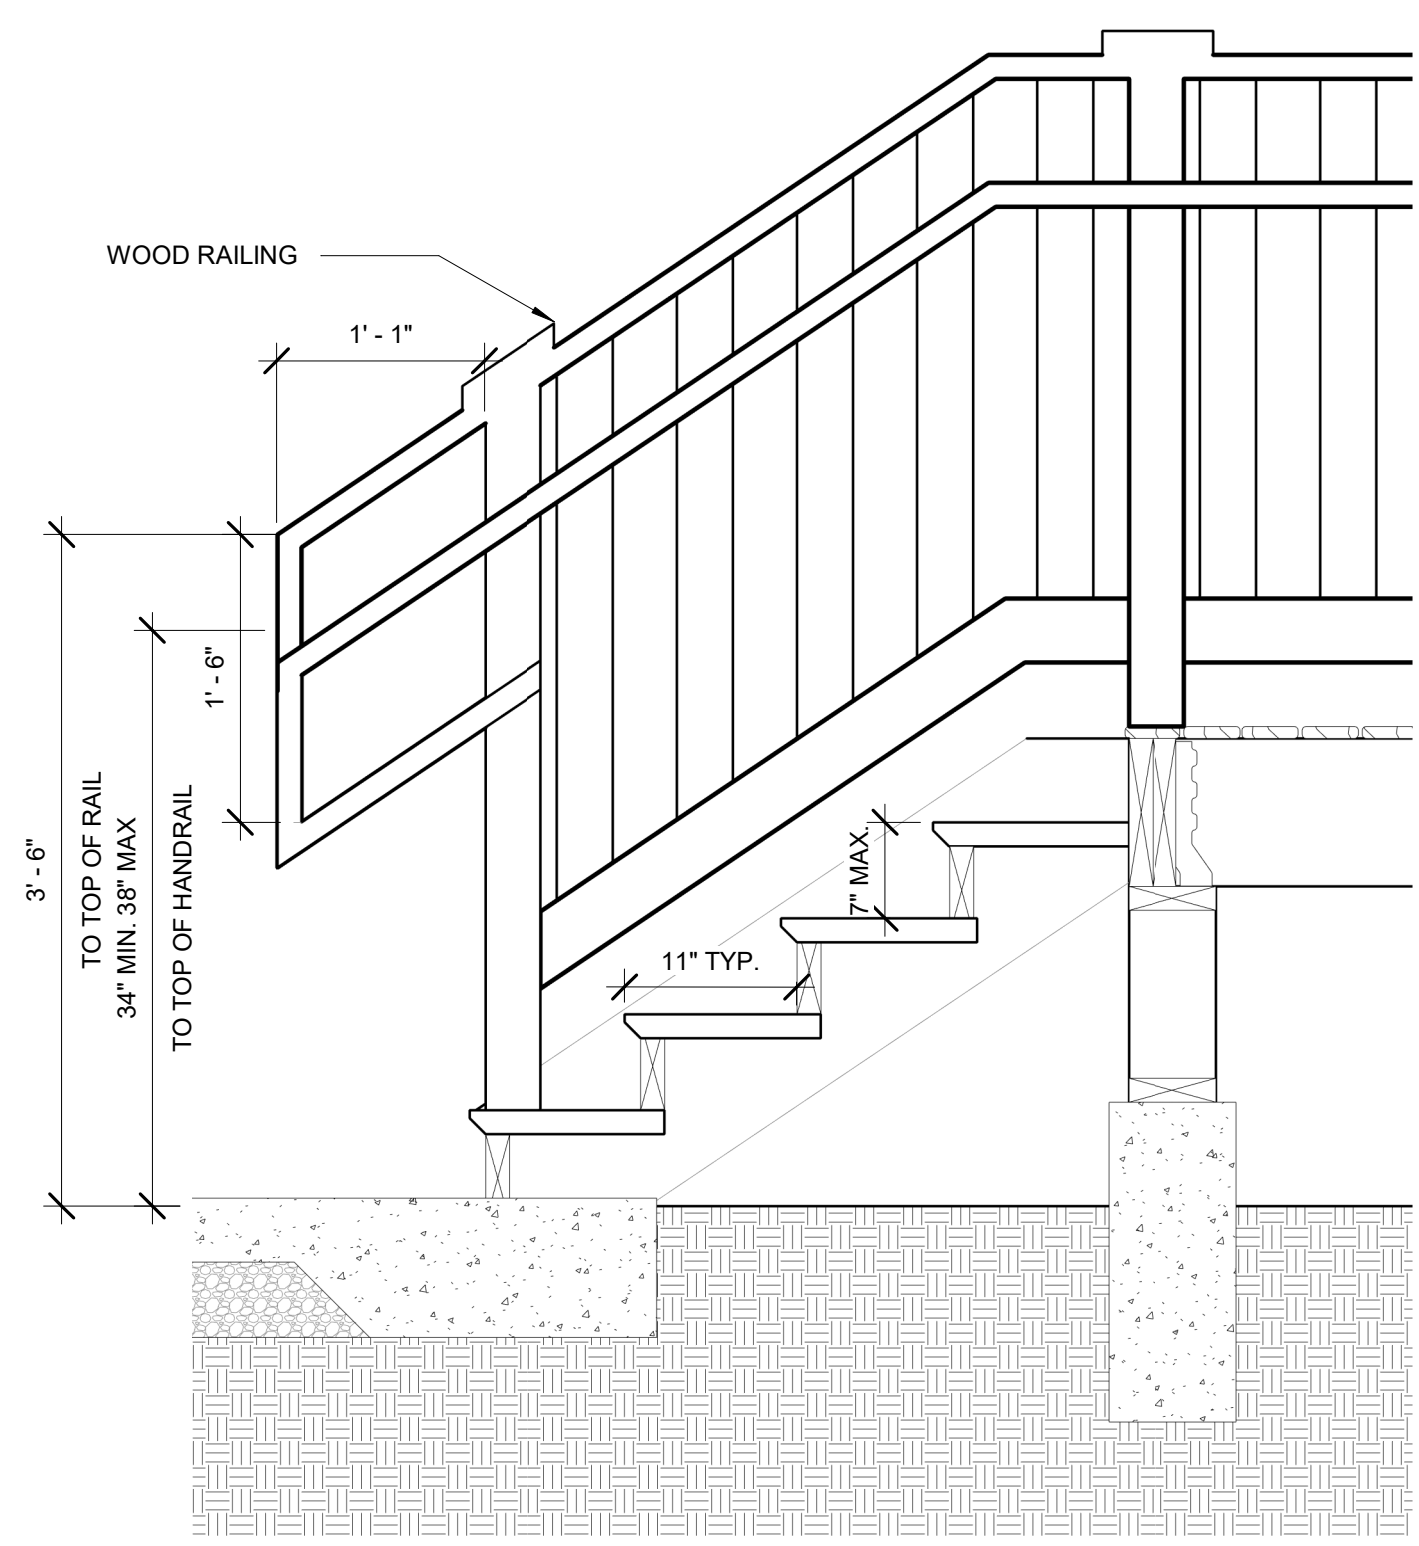 WOOD RAILING
1' - 1"
1' - 6"
3' - 6"
TO TOP OF RAIL
34" MIN. 38" MAX
TO TOP OF HANDRAIL
7" MAX.
11" TYP.